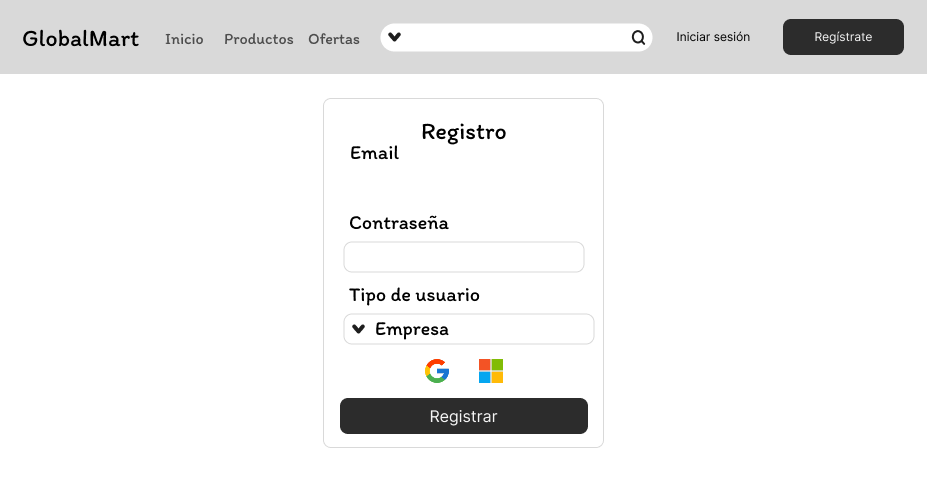 GlobalMart Inicio Productos Ofertas Iniciar sesión Regístrate
Registro
Email
Contraseña
Tipo de usuario
Empresa
Registrar